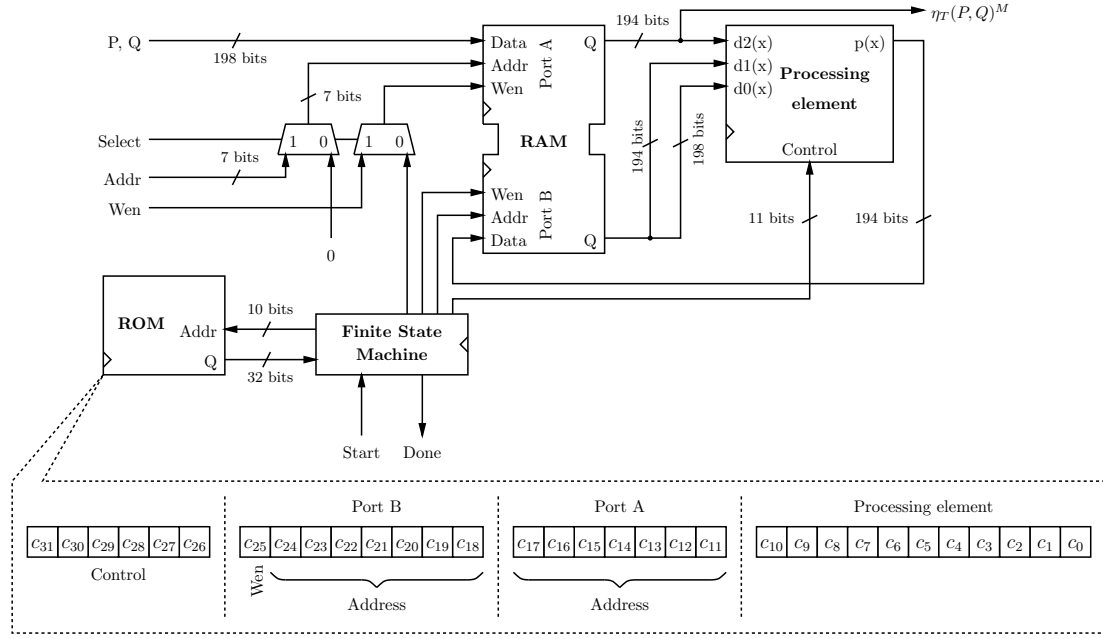 194 bits
η_T(P, Q)^M
P, Q
198 bits
Data
Addr
Wen
Port A
Q
d2(x)
d1(x)
d0(x)
p(x)
Processing
element
Control
7 bits
Select
1 0
1 0
7 bits
Addr
Wen
0
RAM
194 bits
198 bits
Wen
Addr
Data
Port B
Q
11 bits
194 bits
ROM
Addr
Q
10 bits
32 bits
Finite State
Machine
Start
Done
Port B
Port A
Processing element
c31 c30 c29 c28 c27 c26
c25 c24 c23 c22 c21 c20 c19 c18
c17 c16 c15 c14 c13 c12 c11
c10 c9 c8 c7 c6 c5 c4 c3 c2 c1 c0
Control
Wen
Address
Address